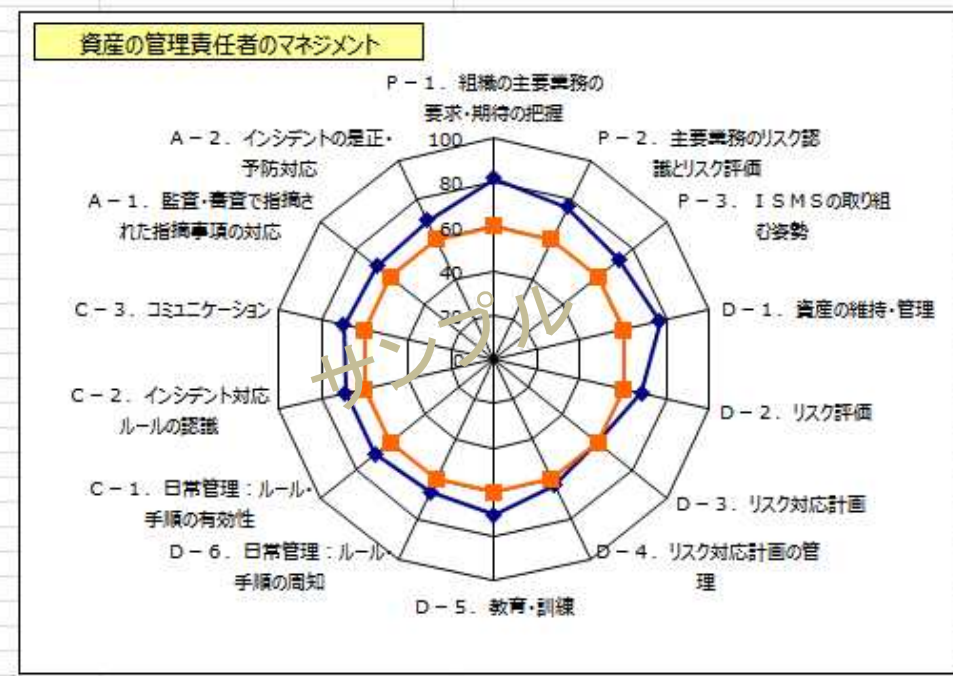 資産の管理責任者のマネジメント
P－1．組織の主要業務の
要求・期待の把握
P－2．主要業務のリスク認
識とリスク評価
P－3．ISMSの取り組
む姿勢
D－1．資産の維持・管理
D－2．リスク評価
D－3．リスク対応計画
D－4．リスク対応計画の管
理
D－5．教育・訓練
D－6．日常管理：ルール・
手順の周知
C－1．日常管理：ルール・
手順の有効性
C－2．インシデント対応
ルールの認識
C－3．コミュニケーション
A－1．監査・審査で指摘さ
れた指摘事項の対応
A－2．インシデントの是正・
予防対応
100
80
60
40
20
0
サンプル